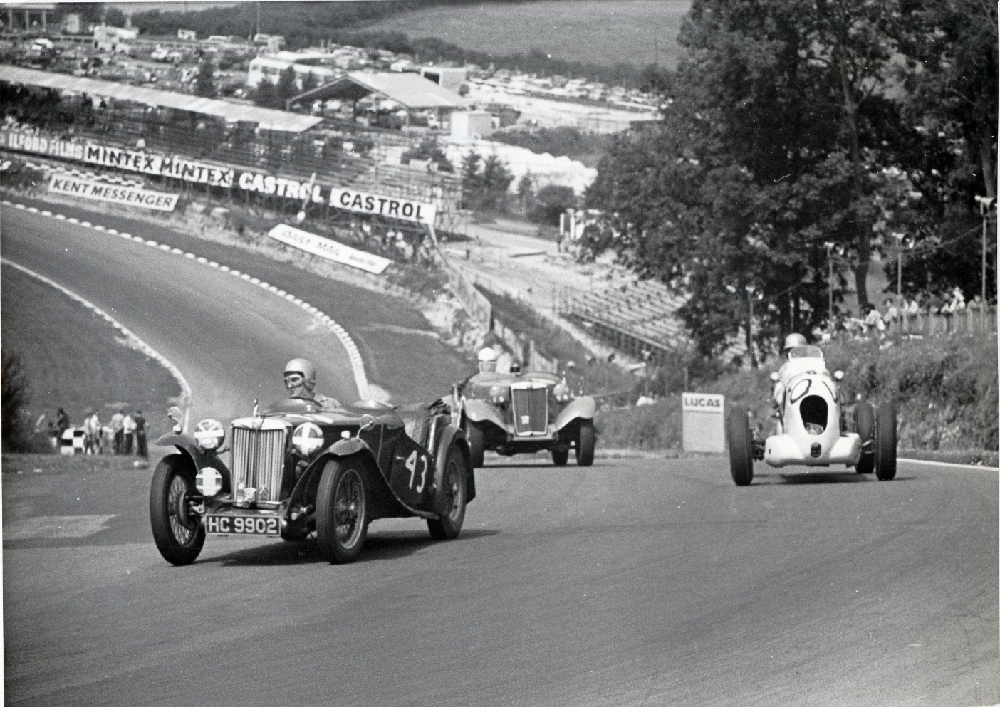 ILFORD FILMS
MINTEX MINTEX CASTROL CASTROL
KENT MESSENGER
DAILY MAIL
LUCAS
43
HC 9902